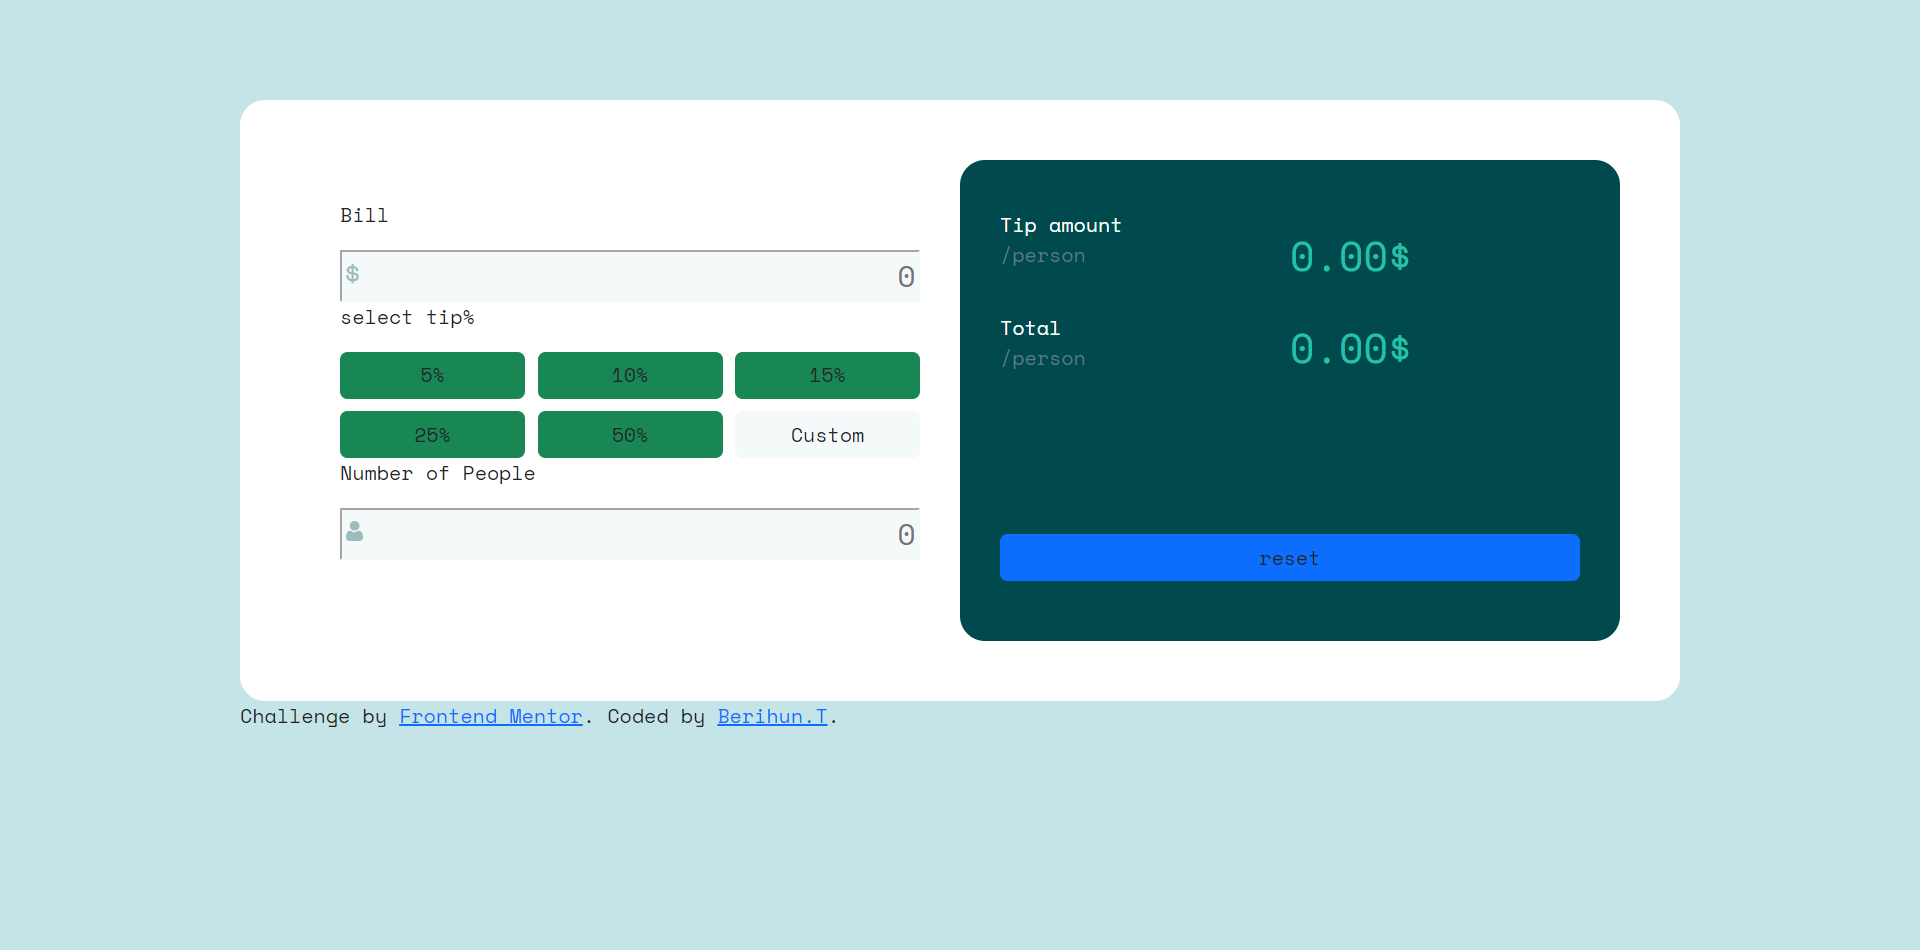 Bill
$ 0
select tip%
5% 10% 15%
25% 50% Custom
Number of People
0
Tip amount
/person
0.00$
Total
/person
0.00$
reset
Challenge by Frontend Mentor. Coded by Berihun.T.